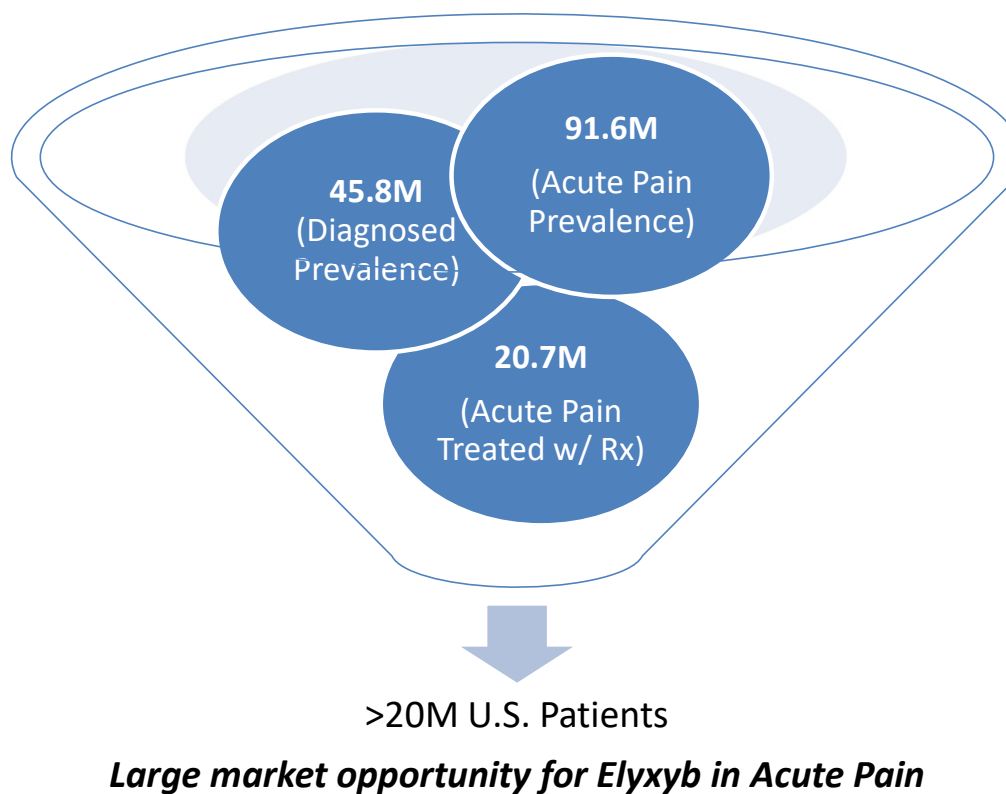 91.6M
(Acute Pain
Prevalence)
45.8M
(Diagnosed
Prevalence)
20.7M
(Acute Pain
Treated w/ Rx)
>20M U.S. Patients
Large market opportunity for Elyxyb in Acute Pain